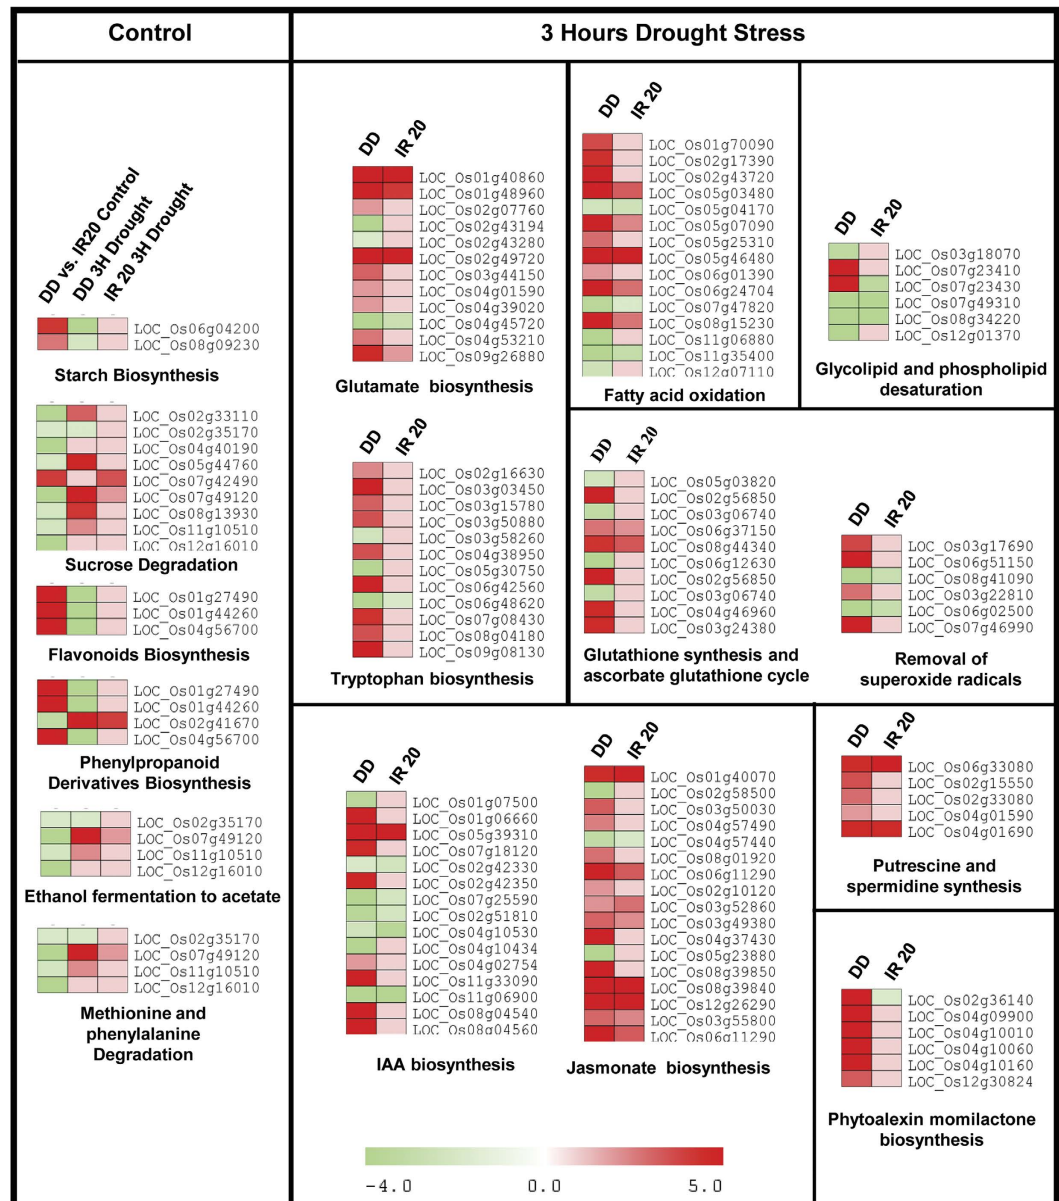 Control
3 Hours Drought Stress
DD vs. IR20 Control
DD 3H Drought
IR 20 3H Drought
LOC_Os06g04200
LOC_Os08g09230
Starch Biosynthesis
LOC_Os02g33110
LOC_Os02g35170
LOC_Os04g40190
LOC_Os05g44760
LOC_Os07g42490
LOC_Os07g49120
LOC_Os08g13930
LOC_Os11g10510
LOC_Os12g16010
Sucrose Degradation
LOC_Os01g27490
LOC_Os01g44260
LOC_Os04g56700
Flavonoids Biosynthesis
LOC_Os01g27490
LOC_Os01g44260
LOC_Os02g41670
LOC_Os04g56700
Phenylpropanoid
Derivatives Biosynthesis
LOC_Os02g35170
LOC_Os07g49120
LOC_Os11g10510
LOC_Os12g16010
Ethanol fermentation to acetate
LOC_Os02g35170
LOC_Os07g49120
LOC_Os11g10510
LOC_Os12g16010
Methionine and
phenylalanine
Degradation
DD IR 20
LOC_Os01g40860
LOC_Os01g48960
LOC_Os02g07760
LOC_Os02g43194
LOC_Os02g43280
LOC_Os02g49720
LOC_Os03g44150
LOC_Os04g01590
LOC_Os04g39020
LOC_Os04g45720
LOC_Os04g53210
LOC_Os09g26880
Glutamate biosynthesis
DD IR 20
LOC_Os02g16630
LOC_Os03g03450
LOC_Os03g15780
LOC_Os03g50880
LOC_Os03g58260
LOC_Os04g38950
LOC_Os05g30750
LOC_Os06g42560
LOC_Os06g48620
LOC_Os07g08430
LOC_Os08g04180
LOC_Os09g08130
Tryptophan biosynthesis
DD IR 20
LOC_Os01g70090
LOC_Os02g17390
LOC_Os02g43720
LOC_Os05g03480
LOC_Os05g04170
LOC_Os05g07090
LOC_Os05g25310
LOC_Os05g46480
LOC_Os06g01390
LOC_Os06g24704
LOC_Os07g47820
LOC_Os08g15230
LOC_Os11g06880
LOC_Os11g35400
LOC_Os12g07110
Fatty acid oxidation
DD IR 20
LOC_Os03g18070
LOC_Os07g23410
LOC_Os07g23430
LOC_Os07g49310
LOC_Os08g34220
LOC_Os12g01370
Glycolipid and phospholipid
desaturation
DD IR 20
LOC_Os05g03820
LOC_Os02g56850
LOC_Os03g06740
LOC_Os06g37150
LOC_Os08g44340
LOC_Os06g12630
LOC_Os02g56850
LOC_Os03g06740
LOC_Os04g46960
LOC_Os03g24380
Glutathione synthesis and
ascorbate glutathione cycle
DD IR 20
LOC_Os03g17690
LOC_Os06g51150
LOC_Os08g41090
LOC_Os03g22810
LOC_Os06g02500
LOC_Os07g46990
Removal of
superoxide radicals
DD IR 20
LOC_Os01g07500
LOC_Os01g06660
LOC_Os05g39310
LOC_Os07g18120
LOC_Os02g42330
LOC_Os02g42350
LOC_Os07g25590
LOC_Os02g51810
LOC_Os04g10530
LOC_Os04g10434
LOC_Os04g02754
LOC_Os11g33090
LOC_Os11g06900
LOC_Os08g04540
LOC_Os08g04560
IAA biosynthesis
DD IR 20
LOC_Os01g40070
LOC_Os02g58500
LOC_Os03g50030
LOC_Os04g57490
LOC_Os04g57440
LOC_Os08g01920
LOC_Os06g11290
LOC_Os02g10120
LOC_Os03g52860
LOC_Os03g49380
LOC_Os04g37430
LOC_Os05g23880
LOC_Os08g39850
LOC_Os08g39840
LOC_Os12g26290
LOC_Os03g55800
LOC_Os06g11290
Jasmonate biosynthesis
DD IR 20
LOC_Os06g33080
LOC_Os02g15550
LOC_Os02g33080
LOC_Os04g01590
LOC_Os04g01690
Putrescine and
spermidine synthesis
DD IR 20
LOC_Os02g36140
LOC_Os04g09900
LOC_Os04g10010
LOC_Os04g10060
LOC_Os04g10160
LOC_Os12g30824
Phytoalexin momilactone
biosynthesis
-4.0 0.0 5.0